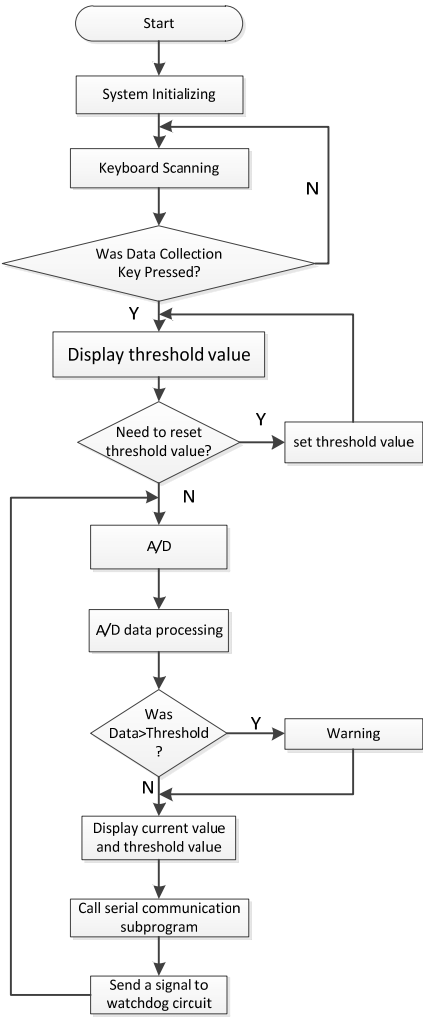 Start
System Initializing
Keyboard Scanning
N
Was Data Collection
Key Pressed?
Y
Display threshold value
Need to reset
threshold value?
Y
set threshold value
N
A/D
A/D data processing
Was
Data>Threshold
?
Y
Warning
N
Display current value
and threshold value
Call serial communication
subprogram
Send a signal to
watchdog circuit